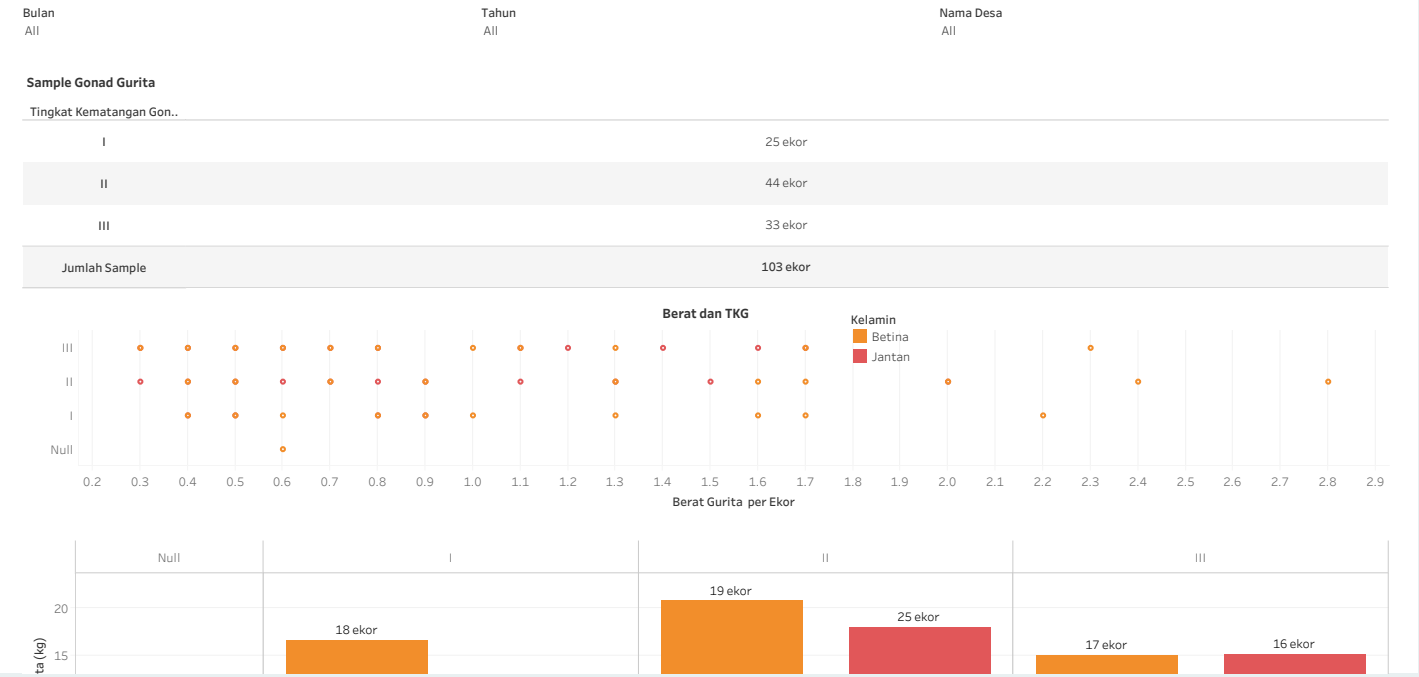 Bulan Tahun Nama Desa
All All All
Sample Gonad Gurita
Tingkat Kematangan Gon..
I 25 ekor
II 44 ekor
III 33 ekor
Jumlah Sample 103 ekor
Berat dan TKG
Kelamin
Betina
Jantan
III
II
I
Null
0.2 0.3 0.4 0.5 0.6 0.7 0.8 0.9 1.0 1.1 1.2 1.3 1.4 1.5 1.6 1.7 1.8 1.9 2.0 2.1 2.2 2.3 2.4 2.5 2.6 2.7 2.8 2.9
Berat Gurita per Ekor
Null I II III
19 ekor
20
25 ekor
18 ekor
17 ekor 16 ekor
15
ta (kg)